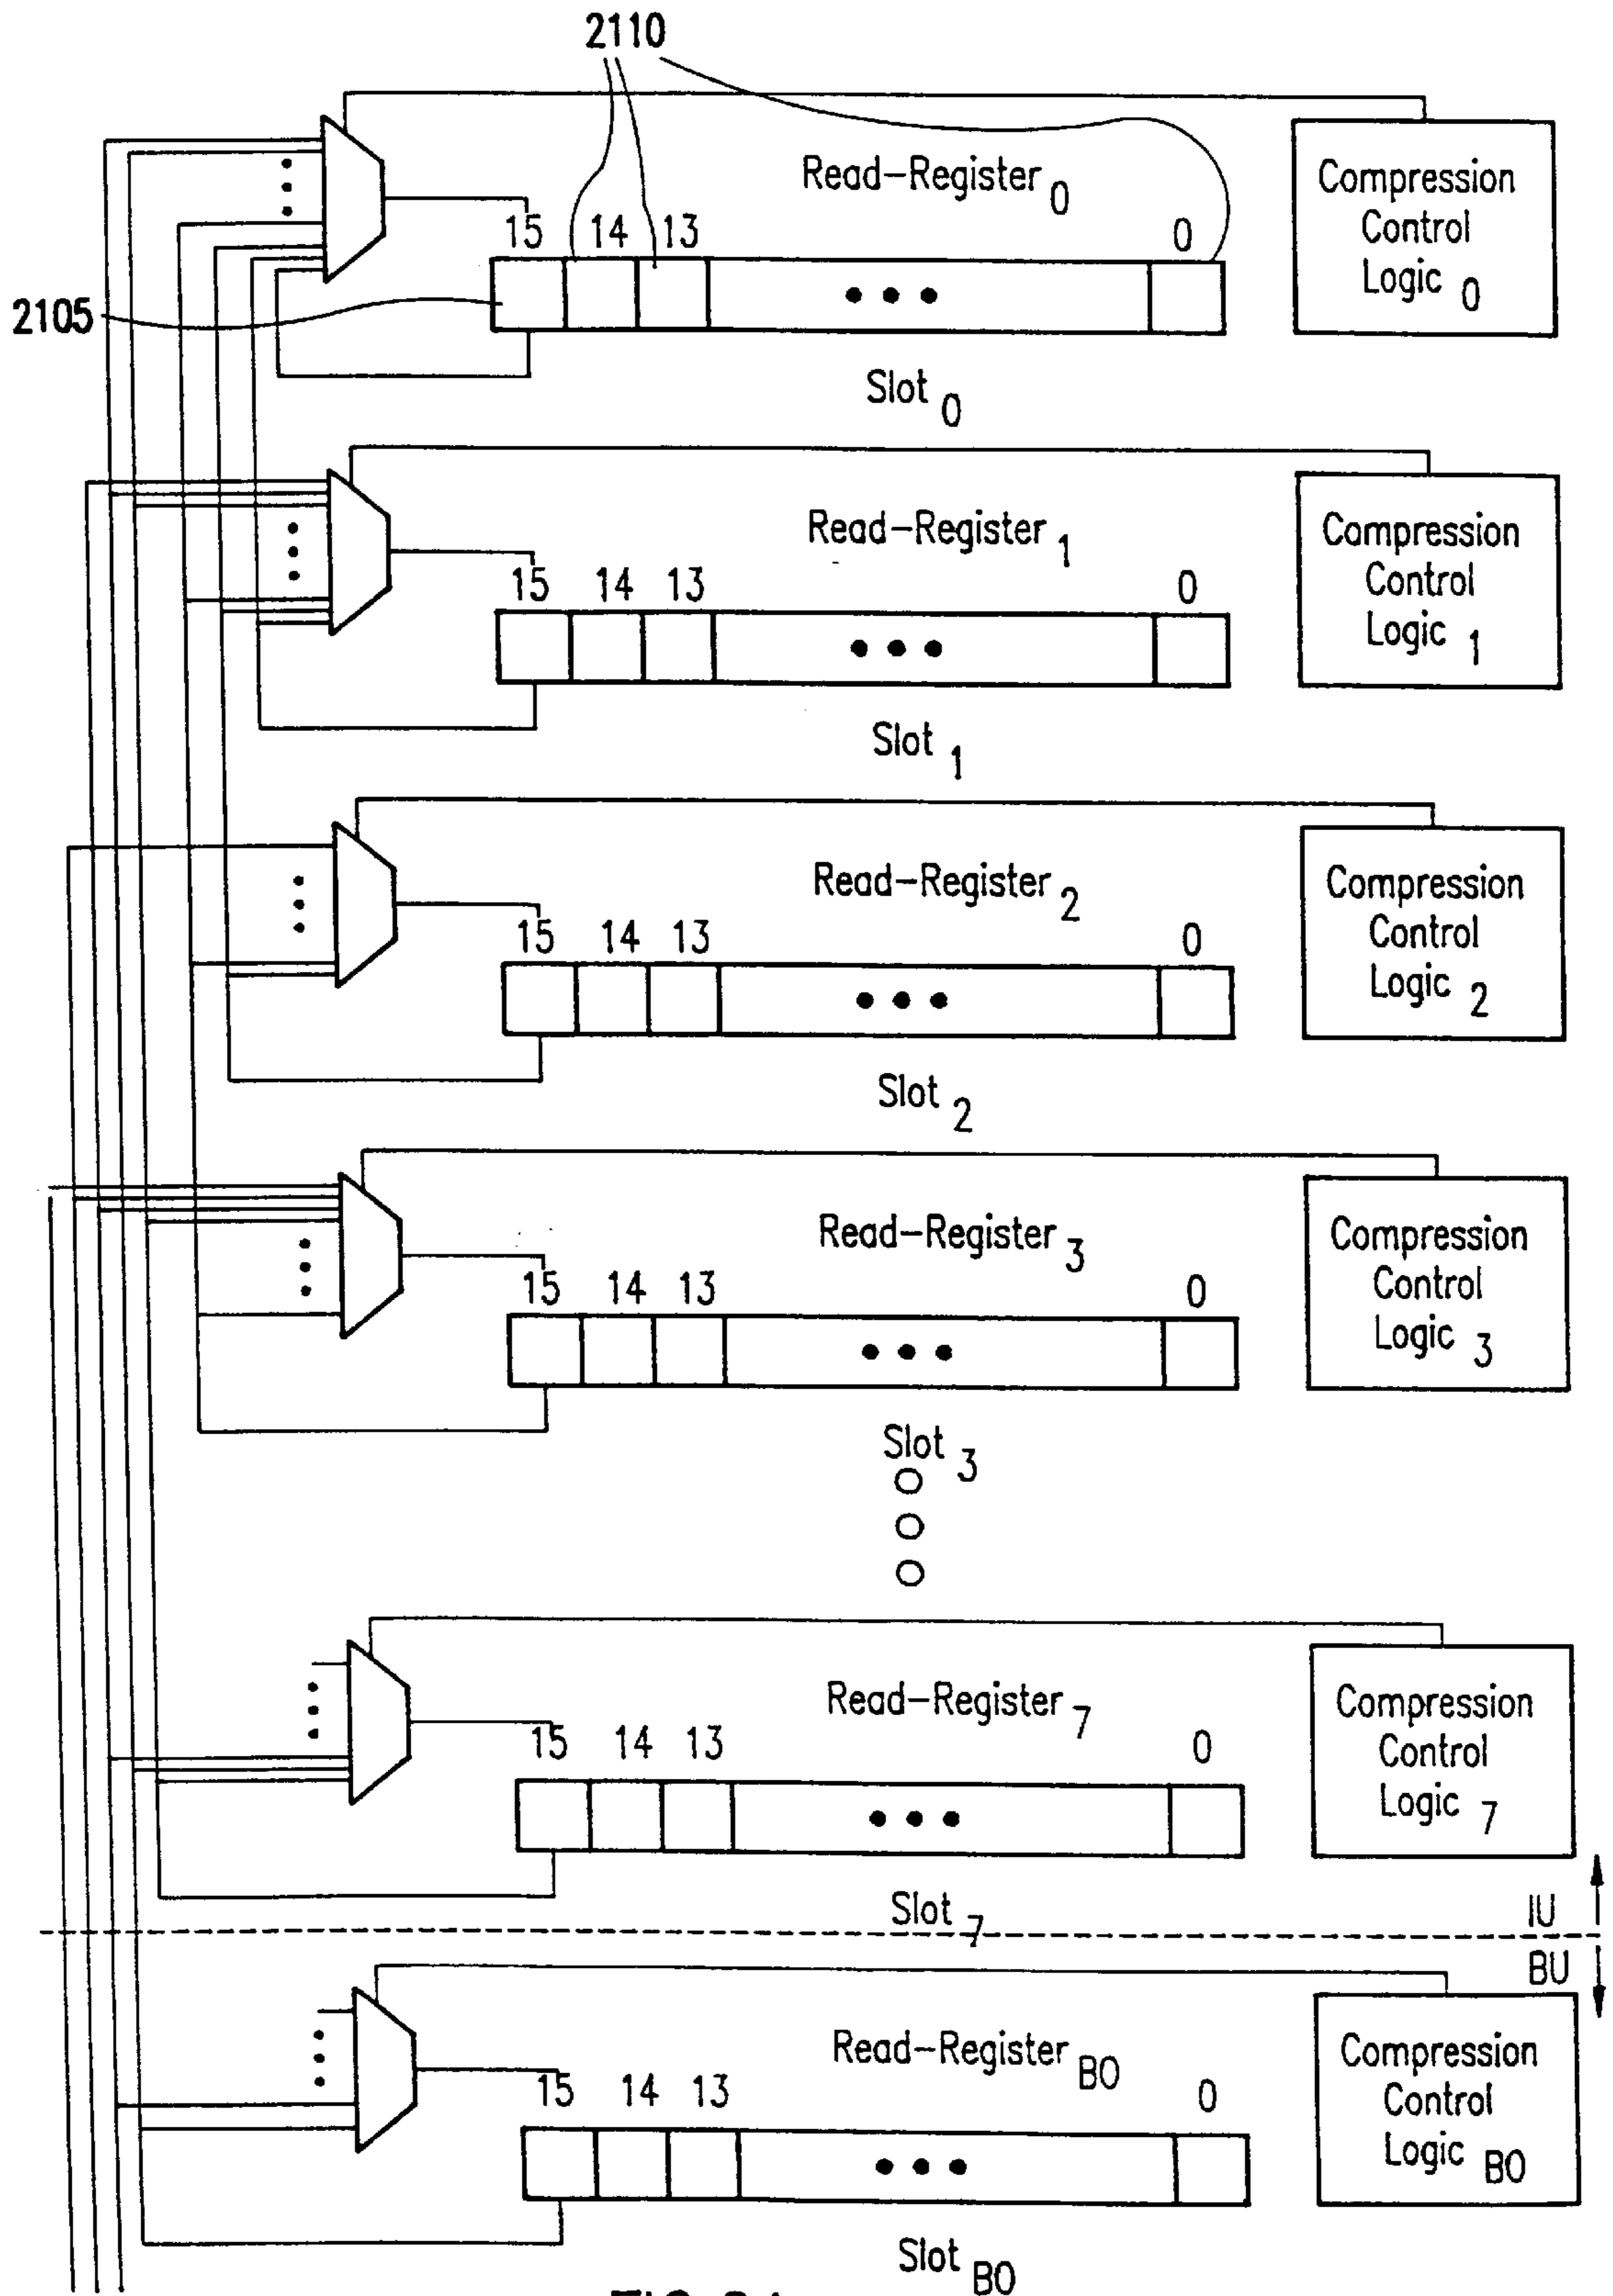 2110
Read-Register 0
15 14 13 0
2105
Compression
Control
Logic 0
Slot 0
Read-Register 1
15 14 13 0
Compression
Control
Logic 1
Slot 1
Read-Register 2
15 14 13 0
Compression
Control
Logic 2
Slot 2
Read-Register 3
15 14 13 0
Compression
Control
Logic 3
Slot 3
Read-Register 7
15 14 13 0
Compression
Control
Logic 7
Slot 7
IU
BU
Read-Register B0
15 14 13 0
Compression
Control
Logic B0
Slot B0